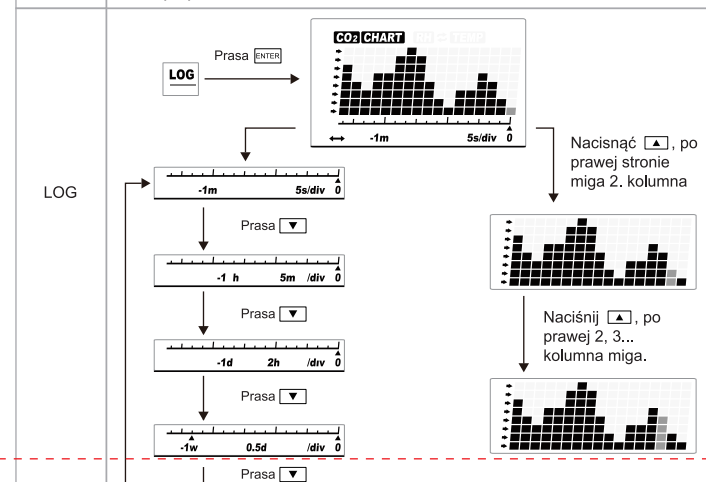 LOG
LOG
Prasa ENTER
CO2 CHART RH ⇌ TEMP
↔ -1m 5s/div 0
-1m 5s/div 0
Prasa ▼
-1 h 5m /div 0
Prasa ▼
-1d 2h /div 0
Prasa ▼
-1w 0.5d /div 0
Prasa ▼
Nacisnąć ▲, po
prawej stronie
miga 2. kolumna
Naciśnij ▲, po
prawej 2, 3...
kolumna miga.